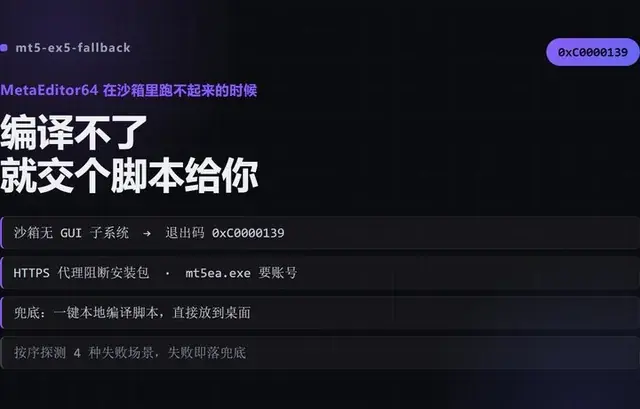 mt5-ex5-fallback
0xC0000139
MetaEditor64 在沙箱里跑不起来的时候
编译不了
就交个脚本给你
沙箱无 GUI 子系统 → 退出码 0xC0000139
HTTPS 代理阻断安装包 · mt5ea.exe 要账号
兜底：一键本地编译脚本，直接放到桌面
按序探测 4 种失败场景，失败即落兜底